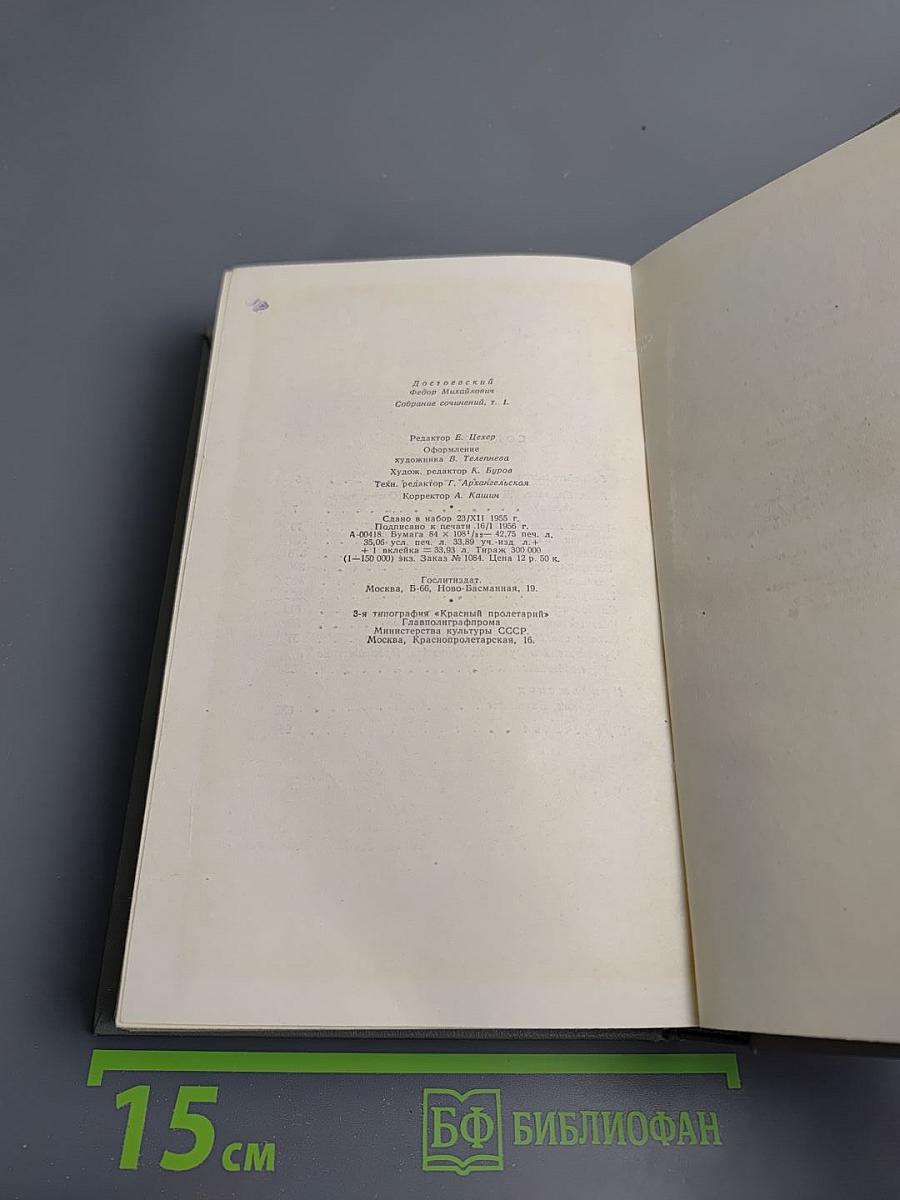 Достоевский
Федор Михайлович
Собрание сочинений, т. 1.
Редактор Е. Цехер
Оформление
художника В. Телепнева
Худож. редактор К. Буров
Техн. редактор Г. Архангельская
Корректор А. Кашин
Сдано в набор 23/XII 1955 г.
Подписано к печати 16/I 1956 г.
А-00418. Бумага 84 × 108¹/₃₂— 42,75 печ. л.
35,06 усл. печ. л. 33,89 уч.-изд. л. +
+ 1 вклейка = 33,93 л. Тираж 300 000
(1—150 000) экз. Заказ № 1084. Цена 12 р. 50 к.
Гослитиздат.
Москва, Б-66, Ново-Басманная, 19.
3-я типография «Красный пролетарий»
Главполиграфпрома
Министерства культуры СССР.
Москва, Краснопролетарская, 16.
15 см
БФ БИБЛИОФАН